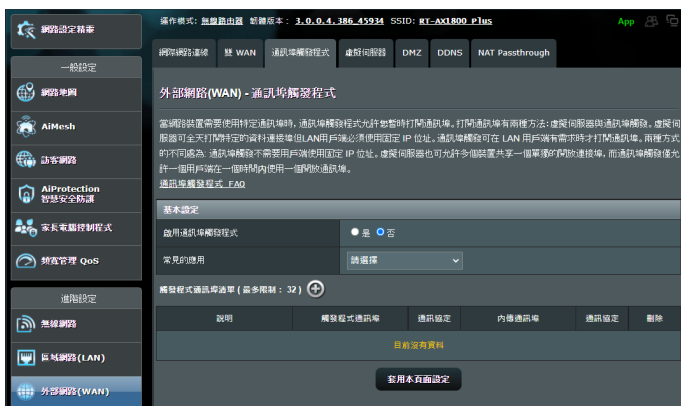 網路設定精靈
操作模式: 無線路由器 韌體版本: 3.0.0.4.386_45934 SSID: RT-AX1800 Plus
App
一般設定
網路地圖
AiMesh
訪客網路
AiProtection
智慧安全防護
家長電腦控制程式
頻寬管理 QoS
進階設定
無線網路
區域網路(LAN)
外部網路(WAN)
網際網路連線 雙 WAN 通訊埠觸發程式 虛擬伺服器 DMZ DDNS NAT Passthrough
外部網路(WAN) - 通訊埠觸發程式
當網路裝置需要使用特定通訊埠時, 通訊埠觸發程式允許您暫時打開通訊埠。打開通訊埠有兩種方法: 虛擬伺服器與通訊埠觸發。虛擬伺
服器可全天打開特定的資料連接埠但LAN用戶端必須使用固定 IP 位址。通訊埠觸發可在 LAN 用戶端有需求時才打開通訊埠。兩種方式
的不同處為: 通訊埠觸發不需要用戶端使用固定 IP 位址。虛擬伺服器也可允許多個裝置共享一個單獨的開放連接埠, 而通訊埠觸發僅允
許一個用戶端在一個時間內使用一個開放通訊埠。
通訊埠觸發程式 FAQ
基本設定
啟用通訊埠觸發程式 是 否
常見的應用 請選擇
觸發程式通訊埠清單 ( 最多限制 : 32 )
說明 觸發程式通訊埠 通訊協定 內傳通訊埠 通訊協定 刪除
目前沒有資料
套用本頁面設定